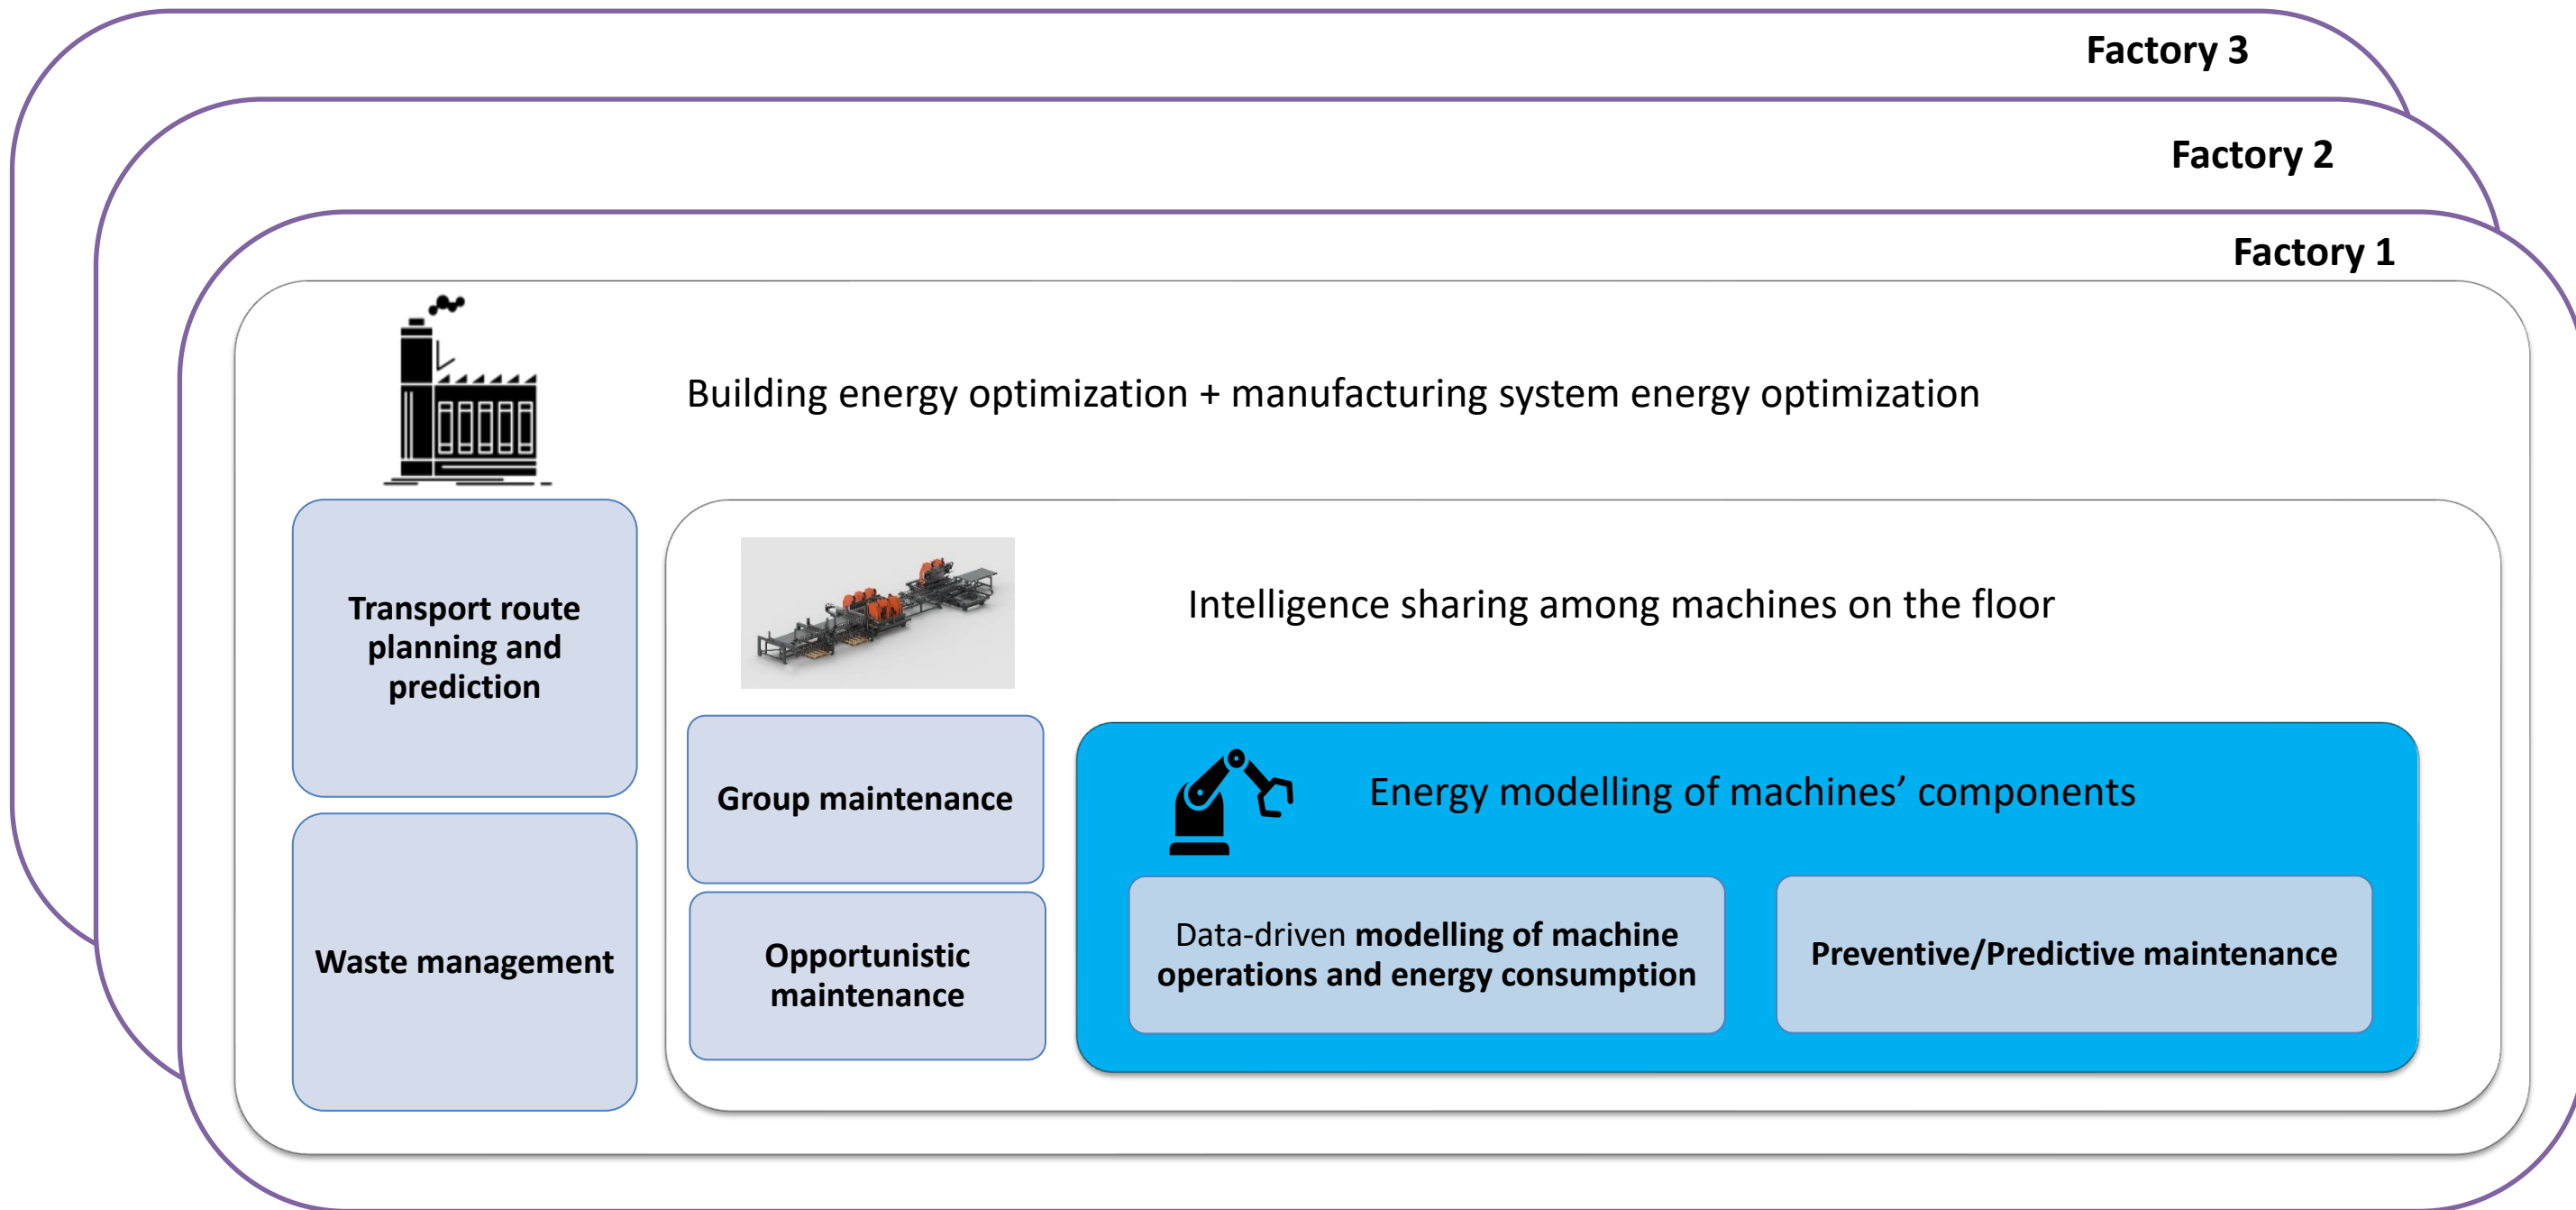 Factory 3
Factory 2
Factory 1
Building energy optimization + manufacturing system energy optimization
Transport route
planning and
prediction
Waste management
Intelligence sharing among machines on the floor
Group maintenance
Opportunistic
maintenance
Energy modelling of machines’ components
Data-driven modelling of machine
operations and energy consumption
Preventive/Predictive maintenance